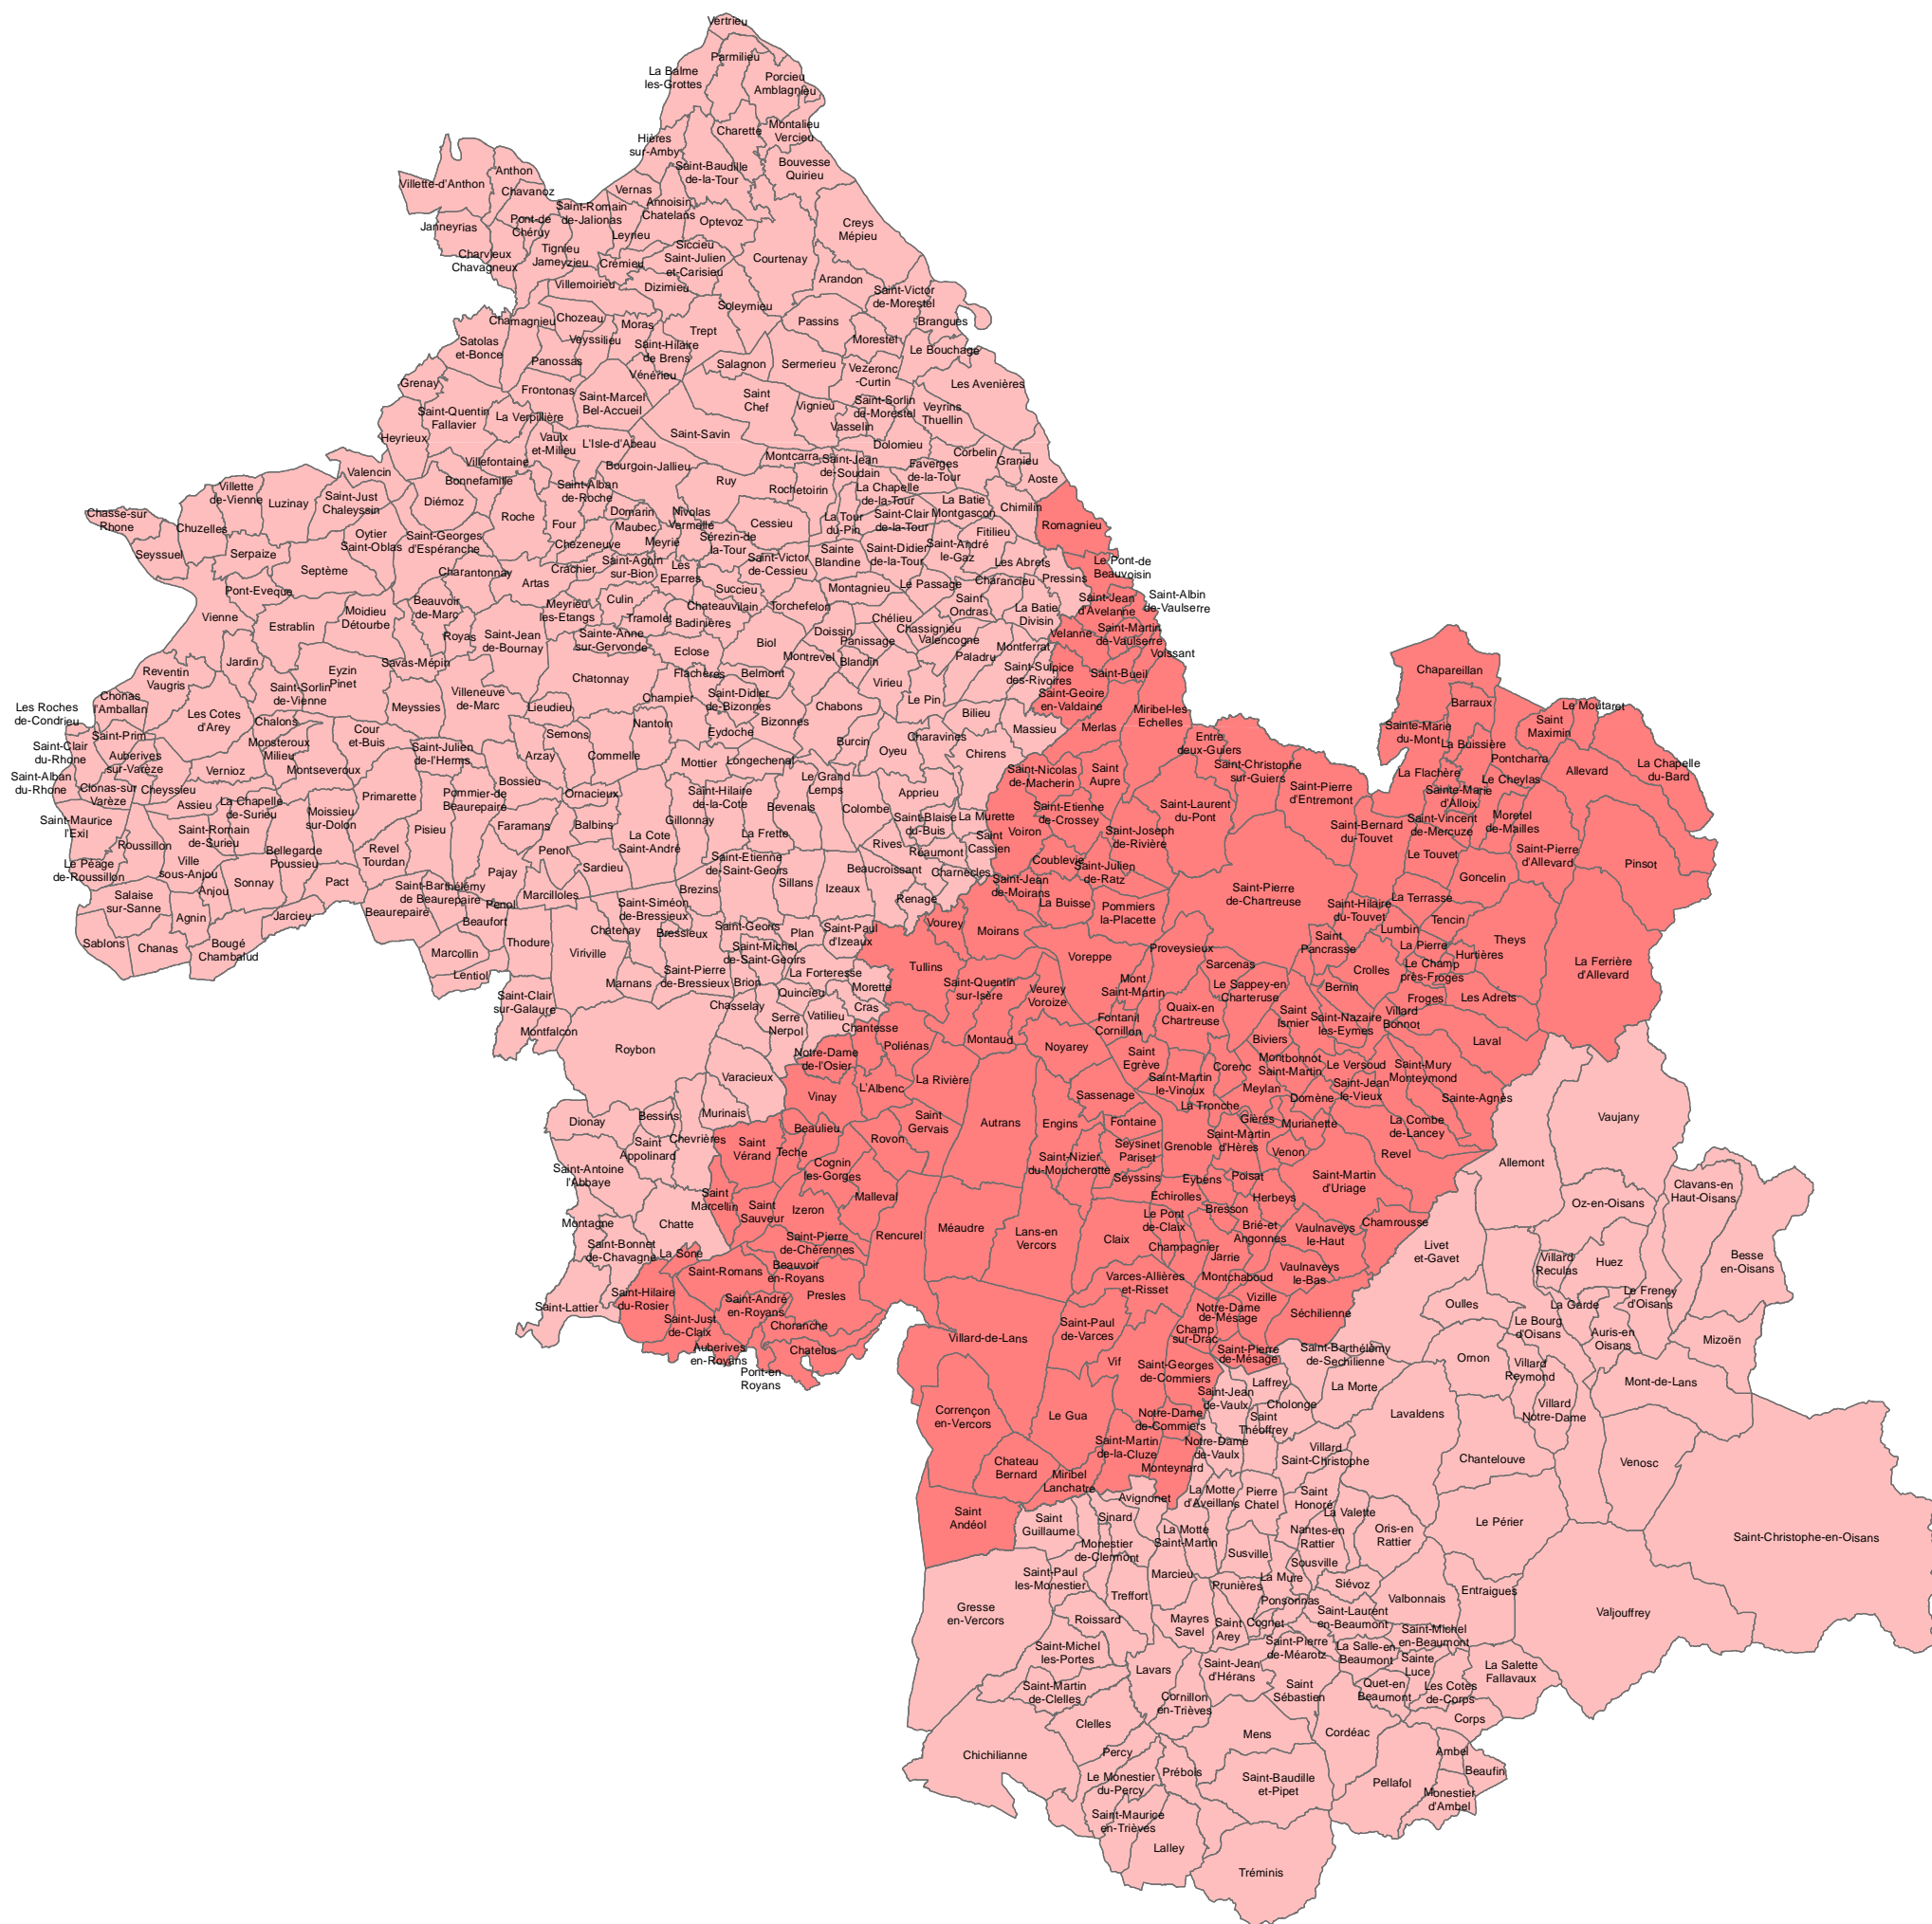 Vertrieu
Parmilieu
La Balme
les-Grottes
Porcieu
Amblagnieu
Charette
Montalieu
Vercieu
Hières
sur-Amby
Saint-Baudille
de-la-Tour
Bouvesse
Quirieu
Anthon
Villette-d'Anthon
Chavanoz
Vernas
Annoisin
Chatelans
Saint-Romain
de-Jalionas
Optevoz
Creys
Mépieu
Janneyrias
Pont-de
Chéruy
Leyrieu
Siccieu
Saint-Julien
et-Carisieu
Charvieux
Chavagneux
Tignieu
Jameyzieu
Crémieu
Courtenay
Arandon
Villemoirieu
Dizimieu
Soleymieu
Saint-Victor
de-Morestel
Chamagnieu
Chozeau
Moras
Trept
Passins
Brangues
Satolas
et-Bonce
Veyssilieu
Saint-Hilaire
de Brens
Morestel
Le Bouchage
Panossas
Vénérieu
Salagnon
Sermerieu
Vezeronc
-Curtin
Les Avenières
Grenay
Frontonas
Saint-Marcel
Bel-Accueil
Saint
Chef
Vignieu
Saint-Sorlin
de-Morestel
Veyrins
Thuellin
Saint-Quentin
Fallavier
La Verpillière
Vasselin
Heyrieux
Vaulx
et-Milieu
L'Isle-d'Abeau
Saint-Savin
Dolomieu
Villefontaine
Bourgoin-Jallieu
Montcarra
Saint-Jean
de-Soudain
Faverges
de-la-Tour
Corbelin
Granieu
Aoste
Valencin
Bonnefamille
Saint-Alban
de-Roche
Ruy
Rochetoirin
La Chapelle
de-la-Tour
La Batie
Montgascon
Chimilin
Villette
de-Vienne
Luzinay
Saint-Just
Chaleyssin
Diémoz
Roche
Four
Domarin
Maubec
Nivolas
Vermelle
Cessieu
La Tour
du-Pin
Saint-Clair
de-la-Tour
Fitilieu
Romagnieu
Chasse-sur
Rhone
Chuzelles
Oytier
Saint-Oblas
Saint-Georges
d'Espéranche
Chezeneuve
Meyrié
Sérezin-de
la-Tour
Sainte
Blandine
Saint-Didier
de-la-Tour
Saint-André
le-Gaz
Les Abrets
Le Pont-de
Beauvoisin
Seyssuel
Serpaize
Septème
Charantonnay
Artas
Crachier
Saint-Agnin
sur-Bion
Les
Eparres
Saint-Victor
de-Cessieu
Montagnieu
Le Passage
Charancieu
Pressins
Pont-Eveque
Succieu
Saint-Albin
de-Vaulserre
Vienne
Estrablin
Moidieu
Détourbe
Beauvoir
de-Marc
Royas
Saint-Jean
de-Bournay
Meyrieu
les-Etangs
Culin
Tramolet
Chateauvilain
Badinières
Torchefelon
Doissin
Chélieu
Saint
Ondras
La Batie
Divisin
Saint-Jean
d'Avelanne
Sainte-Anne
sur-Gervonde
Eclose
Biol
Panissage
Chassignieu
Valencogne
Velanne
Saint-Martin
de-Vaulserre
Voissant
Jardin
Eyzin
Pinet
Savas-Mépin
Flachères
Belmont
Montrevel
Blandin
Paladru
Montferrat
Saint-Sulpice
des-Rivoires
Saint-Bueil
Chapareillan
Reventin
Vaugris
Saint-Sorlin
de-Vienne
Meyssies
Villeneuve
de-Marc
Chatonnay
Champier
Saint-Didier
de-Bizonnes
Virieu
Saint-Geoire
en-Valdaine
Chonas
l'Amballan
Les Roches
de-Condrieu
Les Cotes
d'Arey
Chalons
Lieudieu
Nantoin
Bizonnes
Chabons
Le Pin
Bilieu
Massieu
Merlas
Miribel-les
Echelles
Barraux
Le Moutaret
Saint-Prim
Saint-Clair
du-Rhone
Auberives
sur-Varèze
Monsteroux
Milieu
Cour
et-Buis
Saint-Julien
de-l'Herms
Semons
Arzay
Commelle
Eydoche
Burcin
Oyeu
Charavines
Chirens
Entre
deux-Guiers
Sainte-Marie
du-Mont
La Buissière
Saint
Maximin
Pontcharra
Saint-Alban
du-Rhone
Clonas-sur
Varèze
Cheyssieu
Vernioz
Montseveroux
Mottier
Longechenal
Saint-Nicolas
de-Macherin
Saint
Aupre
Saint-Christophe
sur-Guiers
Saint-Pierre
d'Entremont
La Flachère
Le Cheylas
Allevard
La Chapelle
du-Bard
Assieu
La Chapelle
de-Surieu
Primarette
Pommier-de
Beaurepaire
Bossieu
Ornacieux
Saint-Hilaire
de-la-Cote
Le Grand
Lemps
Bevenais
Colombe
Apprieu
Saint-Etienne
de-Crossey
Saint-Laurent
du-Pont
Sainte-Marie
d'Alloix
Saint-Maurice
l'Exil
Roussillon
Saint-Romain
de-Surieu
Moissieu
sur-Dolon
Pisieu
Faramans
Balbins
La Cote
Saint-André
Gillonnay
La Frette
Saint-Blaise
du-Buis
La Murette
Saint
Cassien
Voiron
Saint-Joseph
de-Rivière
Saint-Bernard
du-Touvet
Saint-Vincent
de-Mercuze
Moretel
de-Mailles
Le Péage
de-Roussillon
Ville
sous-Anjou
Bellegarde
Poussieu
Revel
Tourdan
Penol
Sardieu
Saint-Etienne
de-Saint-Geoirs
Rives
Réaumont
Coublevie
Saint-Julien
de-Ratz
Le Touvet
Saint-Pierre
d'Allevard
Pinsot
Salaise
sur-Sanne
Anjou
Sonnay
Pact
Pajay
Marcilloles
Brezins
Sillans
Izeaux
Beaucroissant
Charnècles
Saint-Jean
de-Moirans
La Buisse
Pommiers
la-Placette
Saint-Pierre
de-Chartreuse
Goncelin
Agnin
Jarcieu
Saint-Barthélémy
de Beaurepaire
Beaurepaire
Penol
Beaufort
Saint-Siméon
de-Bressieux
Renage
Saint-Hilaire
du-Touvet
La Terrasse
Tencin
Sablons
Chanas
Bougé
Chambalud
Marcollin
Thodure
Viriville
Chatenay
Bressieux
Saint-Geoirs
Plan
Saint-Paul
d'Izeaux
Vourey
Moirans
Voreppe
Proveysieux
Saint
Pancrasse
Lumbin
La Pierre
Theys
Lentiol
Marnans
Saint-Pierre
de-Bressieux
Saint-Michel
de-Saint-Geoirs
Brion
La Forteresse
Morette
Tullins
Saint-Quentin
sur-Isère
Mont
Saint-Martin
Sarcenas
Crolles
Le Champ
près-Froges
Hurtières
La Ferrière
d'Allevard
Saint-Clair
sur-Galaure
Montfalcon
Roybon
Chasselay
Quincieu
Serre
Nerpol
Vatilieu
Cras
Chantesse
Veurey
Voroize
Fontanil
Cornillon
Quaix-en
Chartreuse
Le Sappey-en
Charteruse
Saint
Ismier
Bernin
Saint-Nazaire
les-Eymes
Froges
Villard
Bonnot
Les Adrets
Notre-Dame
de-l'Osier
Poliénas
Montaud
Noyarey
Saint
Egrève
Biviers
Laval
Varacieux
Vinay
L'Albenc
La Rivière
Sassenage
Saint-Martin
le-Vinoux
Corenc
Meylan
Montbonnot
Saint-Martin
Le Versoud
Saint-Jean
le-Vieux
Saint-Mury
Monteymond
Sainte-Agnès
Dionay
Bessins
Murinais
Saint
Appolinard
Chevrières
Saint
Vérand
Beaulieu
Teche
Rovon
Saint
Gervais
Autrans
Engins
Fontaine
La Tronche
Gières
Domène
Murianette
La Combe
de-Lancey
Vaujany
Saint-Antoine
l'Abbaye
Cognin
les-Gorges
Malleval
Saint-Nizier
du-Moucherotte
Seysinet
Pariset
Grenoble
Saint-Martin
d'Hères
Venon
Revel
Allemont
Saint
Marcellin
Saint
Sauveur
Izeron
Seyssins
Eybens
Poisat
Herbeys
Saint-Martin
d'Uriage
Clavans-en
Haut-Oisans
Oz-en-Oisans
Montagne
Chatte
Saint-Bonnet
de-Chavagne
La Sone
Saint-Pierre
de-Chérennes
Rencurel
Méaudre
Lans-en
Vercors
Echirolles
Le Pont
de-Claix
Claix
Bresson
Champagnier
Brié-et
Angonnes
Jarrie
Vaulnaveys
le-Haut
Chamrousse
Livet
et-Gavet
Villard
Reculas
Huez
Besse
en-Oisans
Saint-Lattier
Saint-Hilaire
du-Rosier
Saint-Romans
Beauvoir
en-Royans
Presles
Varces-Allières
et-Risset
Montchaboud
Vaulnaveys
le-Bas
Saint-Just
de-Claix
Saint-André
en-Royans
Choranche
Saint-Paul
de-Varces
Notre-Dame
de-Mésage
Vizille
Séchilienne
Oulles
La Garde
Le Freney
d'Oisans
Auberives
en-Royans
Chatelus
Pont-en
Royans
Villard-de-Lans
Vif
Champ
sur-Drac
Saint-Georges
de-Commiers
Saint-Pierre
de-Mésage
Saint-Barthélémy
de-Sechilienne
Le Bourg
d'Oisans
Auris-en
Oisans
Mizoën
Corrençon
en-Vercors
Le Gua
Saint-Jean
de-Vaulx
Laffrey
Cholonge
La Morte
Ornon
Villard
Reymond
Mont-de-Lans
Notre-Dame
de-Commiers
Saint
Théoffrey
Lavaldens
Villard
Notre-Dame
Chateau
Bernard
Miribel
Lanchatre
Saint-Martin
de-la-Cluze
Monteynard
Notre-Dame
de-Vaulx
Villard
Saint-Christophe
Chantelouve
Venosc
Saint
Andéol
Saint
Guillaume
Avignonet
Sinard
La Motte
d'Aveillans
Pierre
Chatel
Saint
Honoré
La Valette
Le Périer
Saint-Christophe-en-Oisans
Monestier
de-Clermont
La Motte
Saint-Martin
Susville
Nantes-en
Rattier
Oris-en
Rattier
Gresse
en-Vercors
Saint-Paul
les-Monestier
Treffort
Marcieu
Prunières
La Mure
Sousville
Siévoz
Valbonnais
Entraigues
Valjouffrey
Roissard
Mayres
Savel
Saint
Arey
Cognet
Ponsonnas
Saint-Laurent
en-Beaumont
Saint-Michel
en-Beaumont
Saint-Michel
les-Portes
Lavars
Saint-Jean
d'Hérans
Saint-Pierre
de-Méarotz
La Salle-en
Beaumont
Sainte
Luce
La Salette
Fallavaux
Saint-Martin
de-Clelles
Cornillon
en-Trièves
Saint
Sébastien
Quet-en
Beaumont
Les Cotes
de-Corps
Clelles
Mens
Cordéac
Corps
Chichilianne
Percy
Ambel
Le Monestier
du-Percy
Prébois
Saint-Baudille
et-Pipet
Pellafol
Beaufin
Monestier
d'Ambel
Saint-Maurice
en-Trièves
Lalley
Tréminis